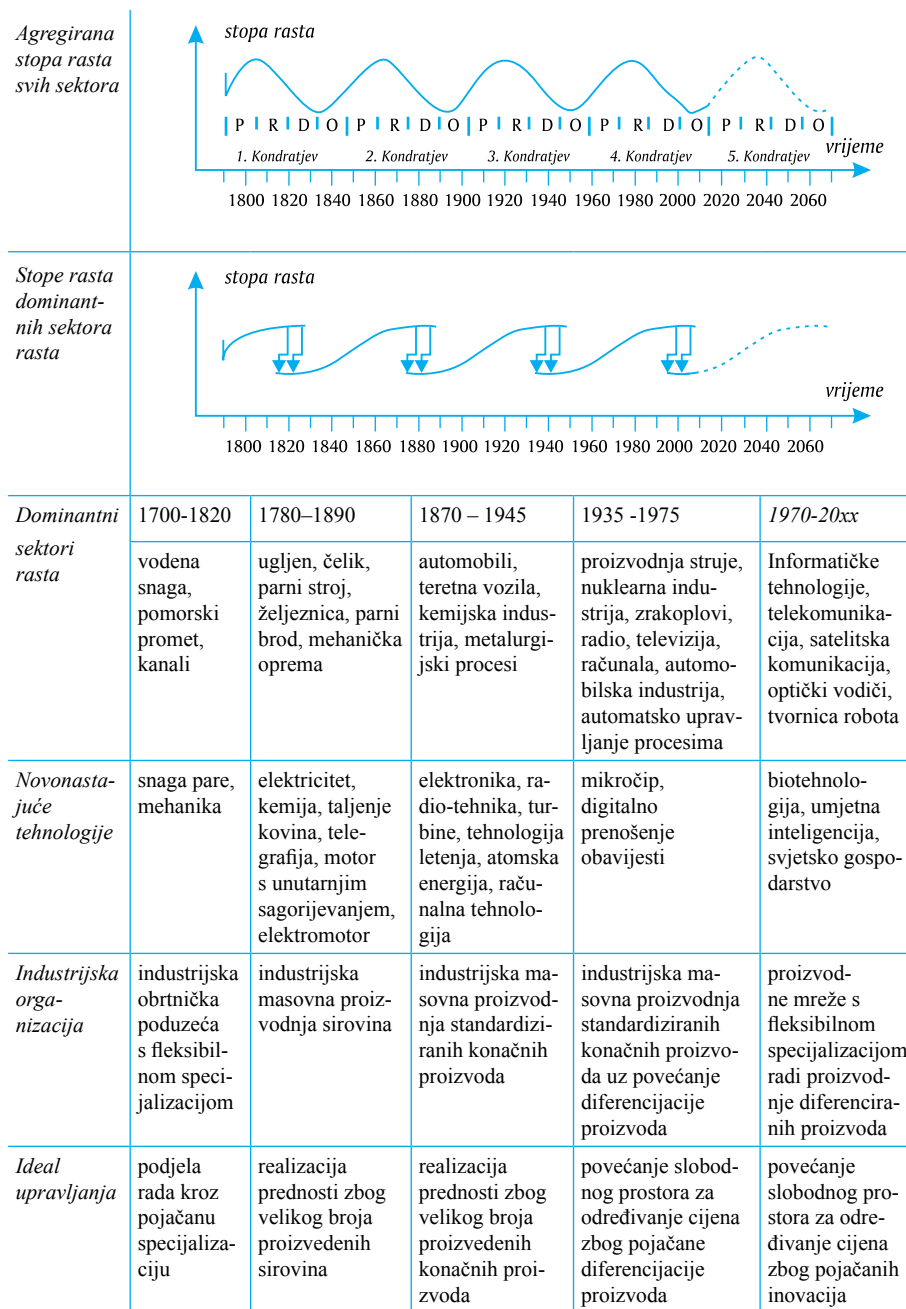 Agregirana
stopa rasta
svih sektora
stopa rasta
P R D O P R D O P R D O P R D O P R D O
vrijeme
1. Kondratjev 2. Kondratjev 3. Kondratjev 4. Kondratjev 5. Kondratjev
1800 1820 1840 1860 1880 1900 1920 1940 1960 1980 2000 2020 2040 2060
Stope rasta
dominant-
nih sektora
rasta
stopa rasta
vrijeme
1800 1820 1840 1860 1880 1900 1920 1940 1960 1980 2000 2020 2040 2060
Dominantni
sektori
rasta
1700-1820
1780–1890
1870 – 1945
1935 -1975
1970-20xx
vodena
snaga,
pomorski
promet,
kanali
ugljen, čelik,
parni stroj,
željeznica, parni
brod, mehanička
oprema
automobili,
teretna vozila,
kemijska indus-
trija, metalurgi-
jski procesi
proizvodnja struje,
nuklearna indu-
strija, zrakoplovi,
radio, televizija,
računala, automo-
bilska industrija,
automatsko uprav-
ljanje procesima
Informatičke
tehnologije,
telekomunika-
cija, satelitska
komunikacija,
optički vodiči,
tvornica robota
Novonasta-
juće
tehnologije
snaga pare,
mehanika
elektricitet,
kemija, taljenje
kovina, tele-
grafija, motor
s unutarnjim
sagorijevanjem,
elektromotor
elektronika, ra-
dio-tehnika, tur-
bine, tehnologija
letenja, atomska
energija, raču-
nalna tehnolo-
gija
mikročip,
digitalno
prenošenje
obavijesti
biotehnolo-
gija, umjetna
inteligencija,
svjetsko gospo-
darstvo
Industrijska
orga-
nizacija
industrijska
obrtnička
poduzeća
s fleksibil-
nom speci-
jalizacijom
industrijska
masovna proiz-
vodnja sirovina
industrijska ma-
sovna proizvod-
nja standardizi-
ranih konačnih
proizvoda
industrijska ma-
sovna proizvodnja
standardiziranih
konačnih proizvo-
da uz povećanje
diferencijacije
proizvoda
proizvod-
ne mreže s
fleksibilnom
specijalizacijom
radi proizvod-
nje diferencira-
nih proizvoda
Ideal
upravljanja
podjela
rada kroz
pojačanu
specijaliza-
ciju
realizacija
prednosti zbog
velikog broja
proizvedenih
sirovina
realizacija
prednosti zbog
velikog broja
proizvedenih
konačnih proi-
zvoda
povećanje slobod-
nog prostora za
određivanje cijena
zbog pojačane
diferencijacije
proizvoda
povećanje
slobodnog pro-
stora za odre-
đivanje cijena
zbog pojačanih
inovacija